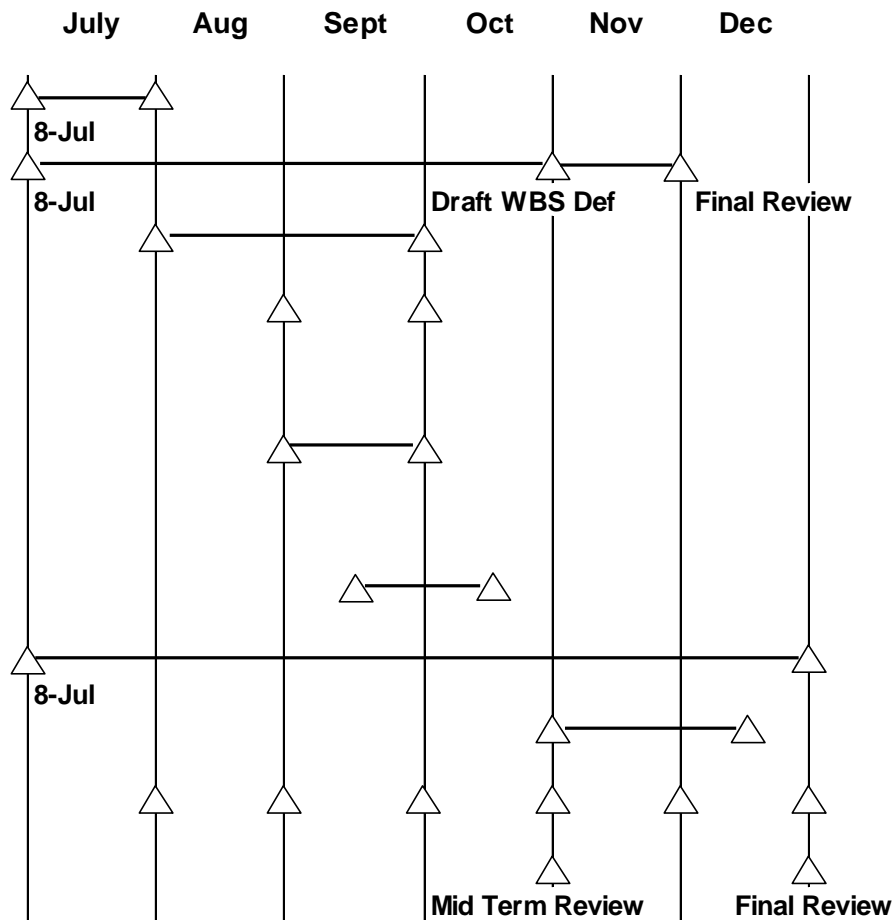 July Aug Sept Oct Nov Dec
8-Jul
8-Jul Draft WBS Def Final Review
8-Jul
Mid Term Review Final Review